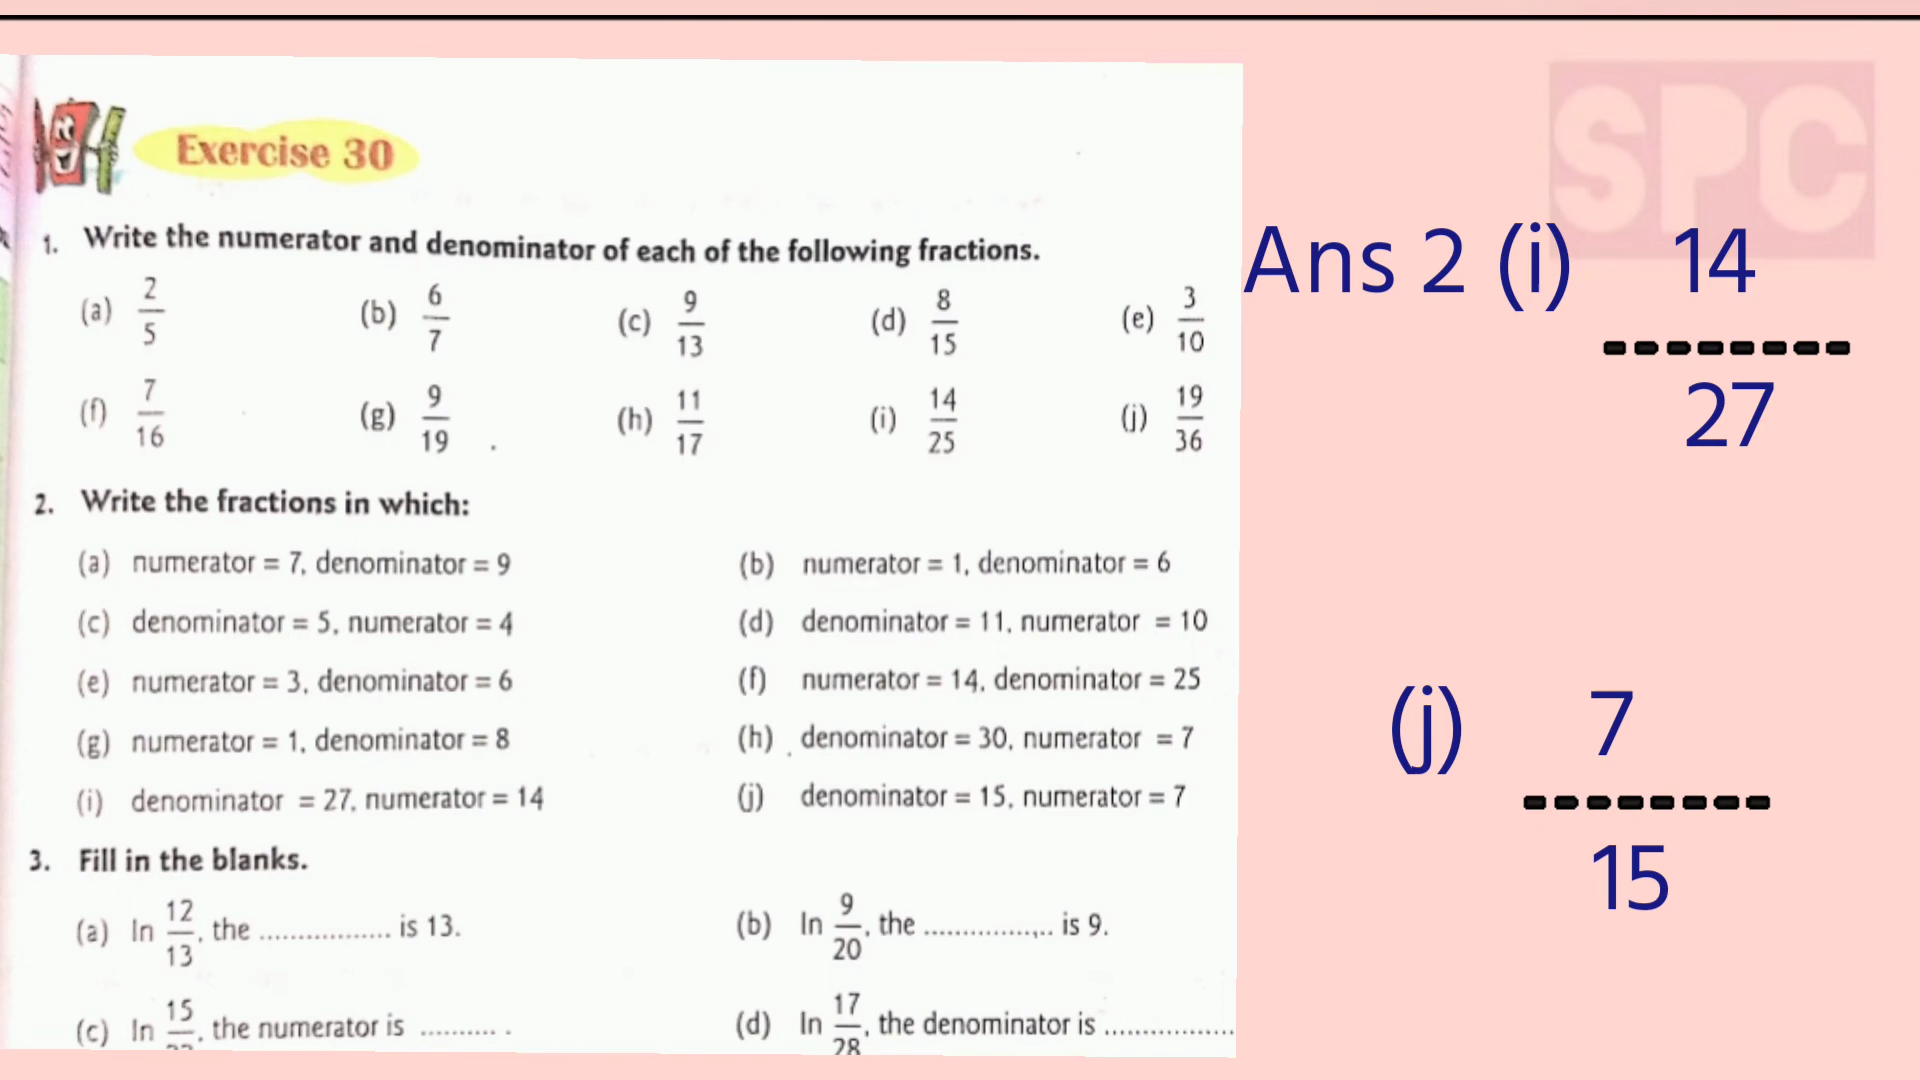 Exercise 30
1. Write the numerator and denominator of each of the following fractions.
(a) 2/5 (b) 6/7 (c) 9/13 (d) 8/15 (e) 3/10
(f) 7/16 (g) 9/19 (h) 11/17 (i) 14/25 (j) 19/36
2. Write the fractions in which:
(a) numerator = 7, denominator = 9 (b) numerator = 1, denominator = 6
(c) denominator = 5, numerator = 4 (d) denominator = 11, numerator = 10
(e) numerator = 3, denominator = 6 (f) numerator = 14, denominator = 25
(g) numerator = 1, denominator = 8 (h) denominator = 30, numerator = 7
(i) denominator = 27, numerator = 14 (j) denominator = 15, numerator = 7
3. Fill in the blanks.
(a) In 12/13, the ................. is 13. (b) In 9/20, the ................. is 9.
(c) In 15/, the numerator is .......... . (d) In 17/28, the denominator is .................
SPC
Ans 2 (i) 14
--------
27
(j) 7
--------
15